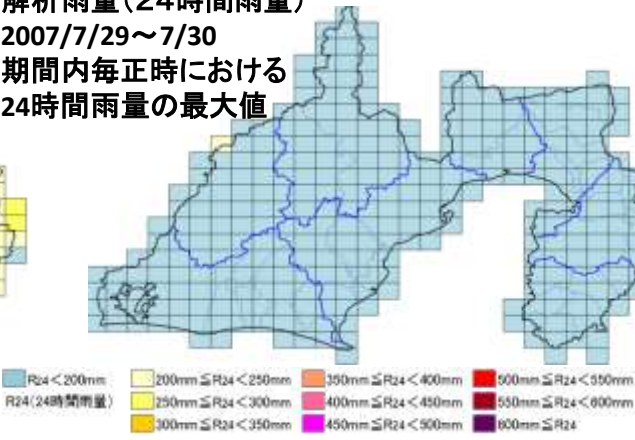 解析雨量(24時間雨量)
2007/7/29～7/30
期間内毎正時における
24時間雨量の最大値
R24＜200mm
200mm≦R24＜250mm
350mm≦R24＜400mm
500mm≦R24＜550mm
R24(24時間雨量)
250mm≦R24＜300mm
400mm≦R24＜450mm
550mm≦R24＜600mm
300mm≦R24＜350mm
450mm≦R24＜500mm
600mm≦R24